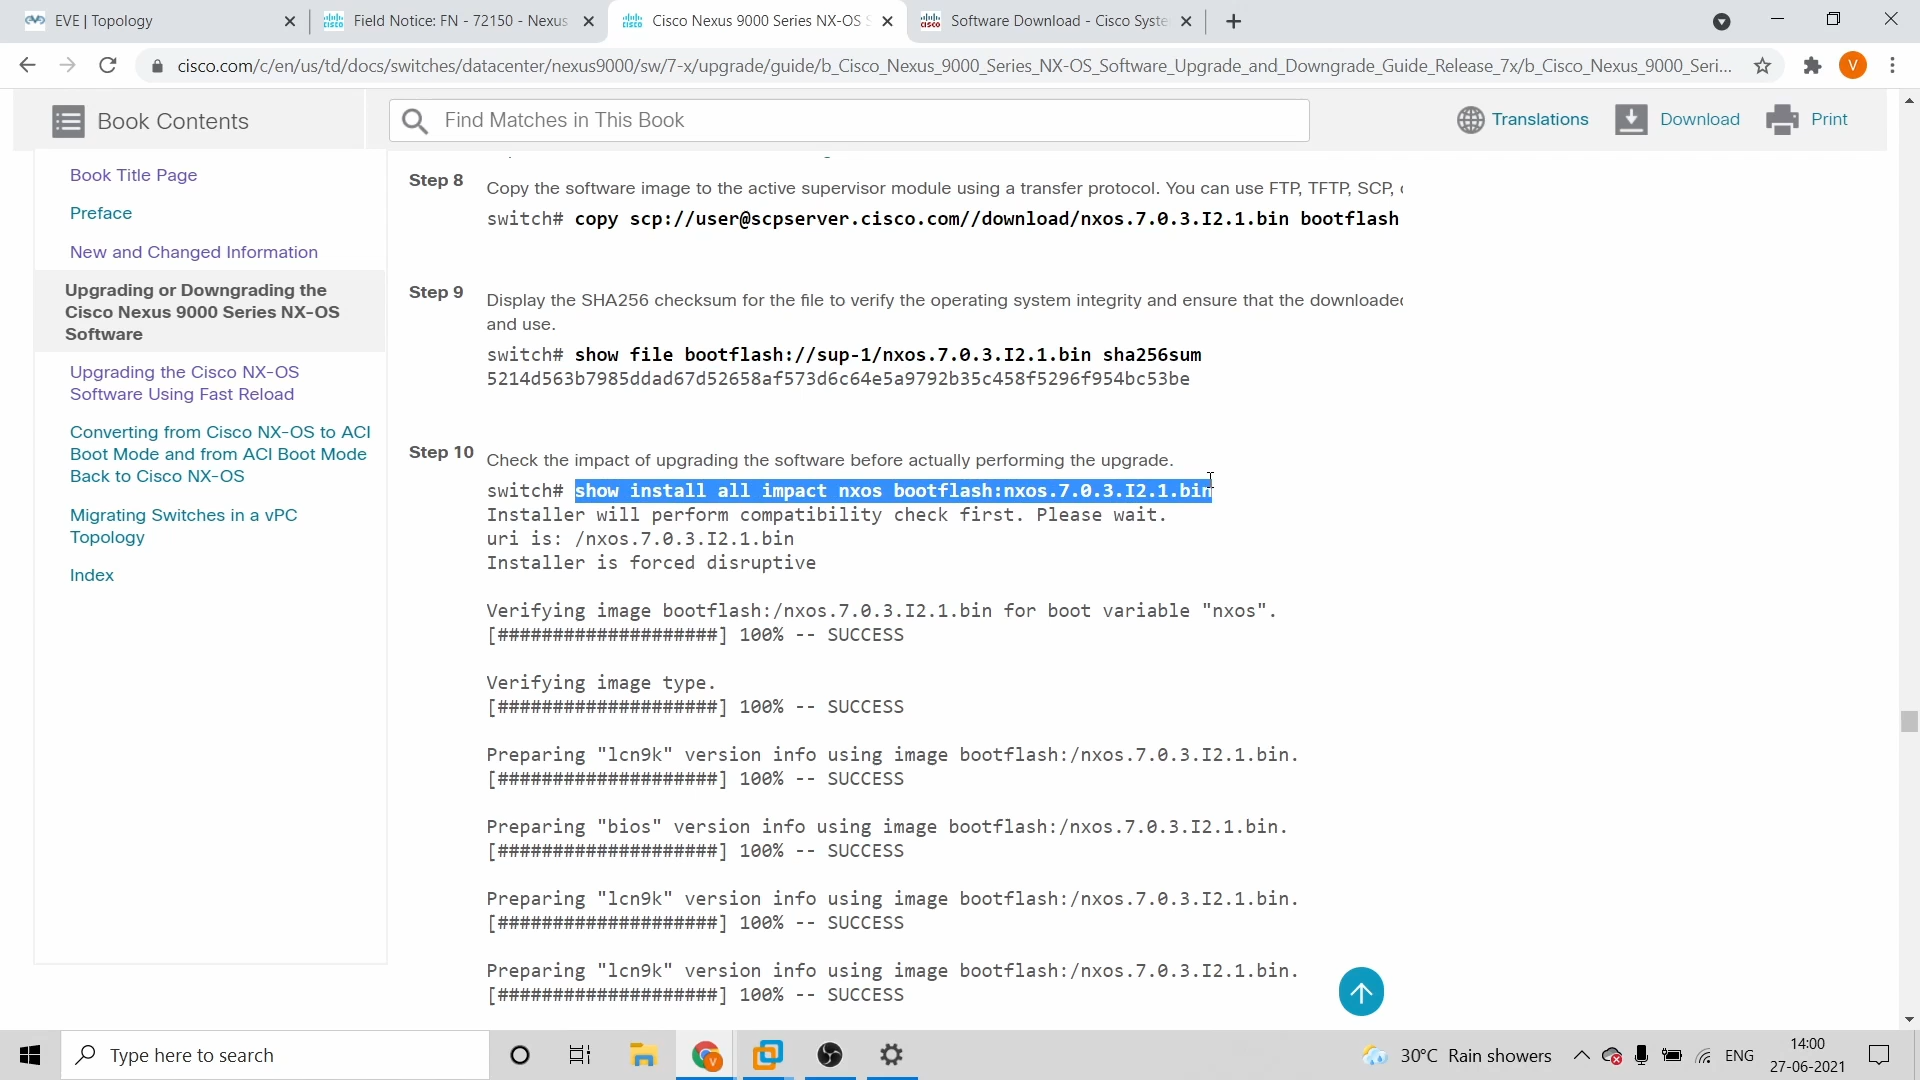 EVE | Topology
Field Notice: FN - 72150 - Nexus
Cisco Nexus 9000 Series NX-OS S
Software Download - Cisco Syste
cisco.com/c/en/us/td/docs/switches/datacenter/nexus9000/sw/7-x/upgrade/guide/b_Cisco_Nexus_9000_Series_NX-OS_Software_Upgrade_and_Downgrade_Guide_Release_7x/b_Cisco_Nexus_9000_Seri...
V
Book Contents
Find Matches in This Book
Translations
Download
Print
Book Title Page
Preface
New and Changed Information
Upgrading or Downgrading the
Cisco Nexus 9000 Series NX-OS
Software
Upgrading the Cisco NX-OS
Software Using Fast Reload
Converting from Cisco NX-OS to ACI
Boot Mode and from ACI Boot Mode
Back to Cisco NX-OS
Migrating Switches in a vPC
Topology
Index
Step 8
Copy the software image to the active supervisor module using a transfer protocol. You can use FTP, TFTP, SCP,
switch# copy scp://user@scpserver.cisco.com//download/nxos.7.0.3.I2.1.bin bootflash
Step 9
Display the SHA256 checksum for the file to verify the operating system integrity and ensure that the downloaded
and use.
switch# show file bootflash://sup-1/nxos.7.0.3.I2.1.bin sha256sum
5214d563b7985ddad67d52658af573d6c64e5a9792b35c458f5296f954bc53be
Step 10
Check the impact of upgrading the software before actually performing the upgrade.
switch# show install all impact nxos bootflash:nxos.7.0.3.I2.1.bin
Installer will perform compatibility check first. Please wait.
uri is: /nxos.7.0.3.I2.1.bin
Installer is forced disruptive
Verifying image bootflash:/nxos.7.0.3.I2.1.bin for boot variable "nxos".
[####################] 100% -- SUCCESS
Verifying image type.
[####################] 100% -- SUCCESS
Preparing "lcn9k" version info using image bootflash:/nxos.7.0.3.I2.1.bin.
[####################] 100% -- SUCCESS
Preparing "bios" version info using image bootflash:/nxos.7.0.3.I2.1.bin.
[####################] 100% -- SUCCESS
Preparing "lcn9k" version info using image bootflash:/nxos.7.0.3.I2.1.bin.
[####################] 100% -- SUCCESS
Preparing "lcn9k" version info using image bootflash:/nxos.7.0.3.I2.1.bin.
[####################] 100% -- SUCCESS
Type here to search
30°C Rain showers
ENG
14:00
27-06-2021